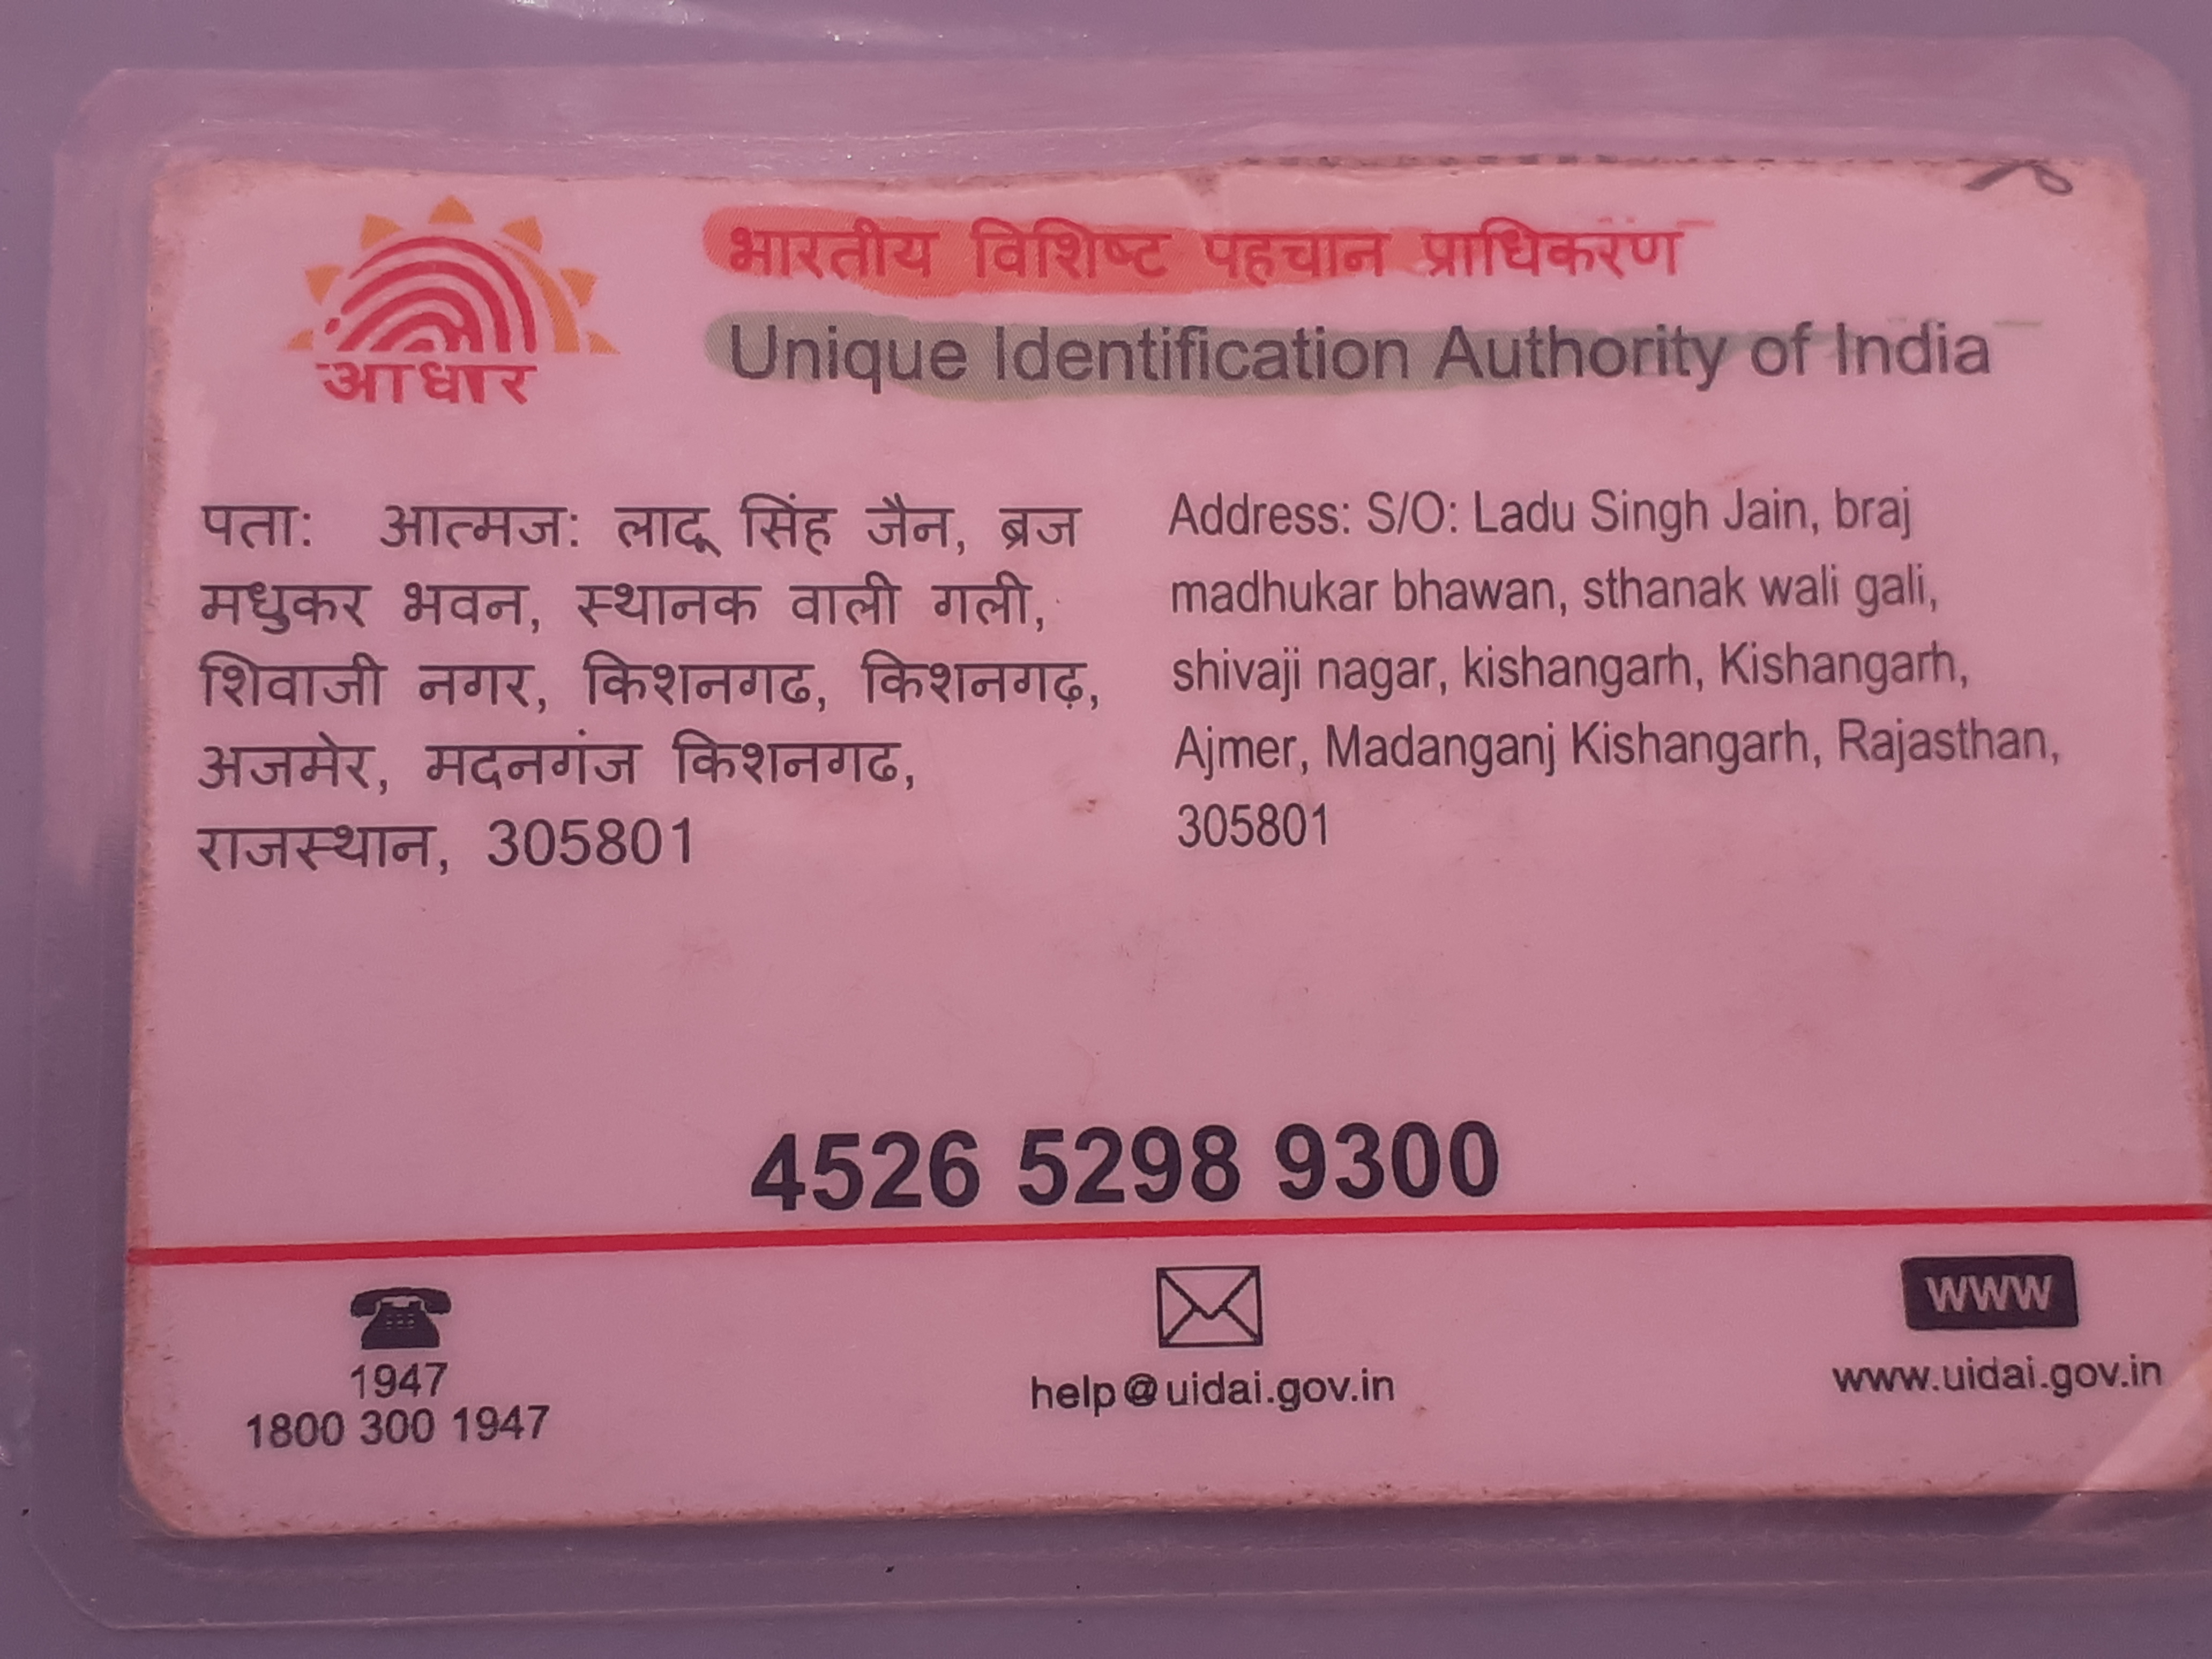 आधार
भारतीय विशिष्ट पहचान प्राधिकरण
Unique Identification Authority of India
पता: आत्मज: लादू सिंह जैन, ब्रज
मधुकर भवन, स्थानक वाली गली,
शिवाजी नगर, किशनगढ, किशनगढ़,
अजमेर, मदनगंज किशनगढ,
राजस्थान, 305801
Address: S/O: Ladu Singh Jain, braj
madhukar bhawan, sthanak wali gali,
shivaji nagar, kishangarh, Kishangarh,
Ajmer, Madanganj Kishangarh, Rajasthan,
305801
4526 5298 9300
1947
1800 300 1947
help@uidai.gov.in
www
www.uidai.gov.in